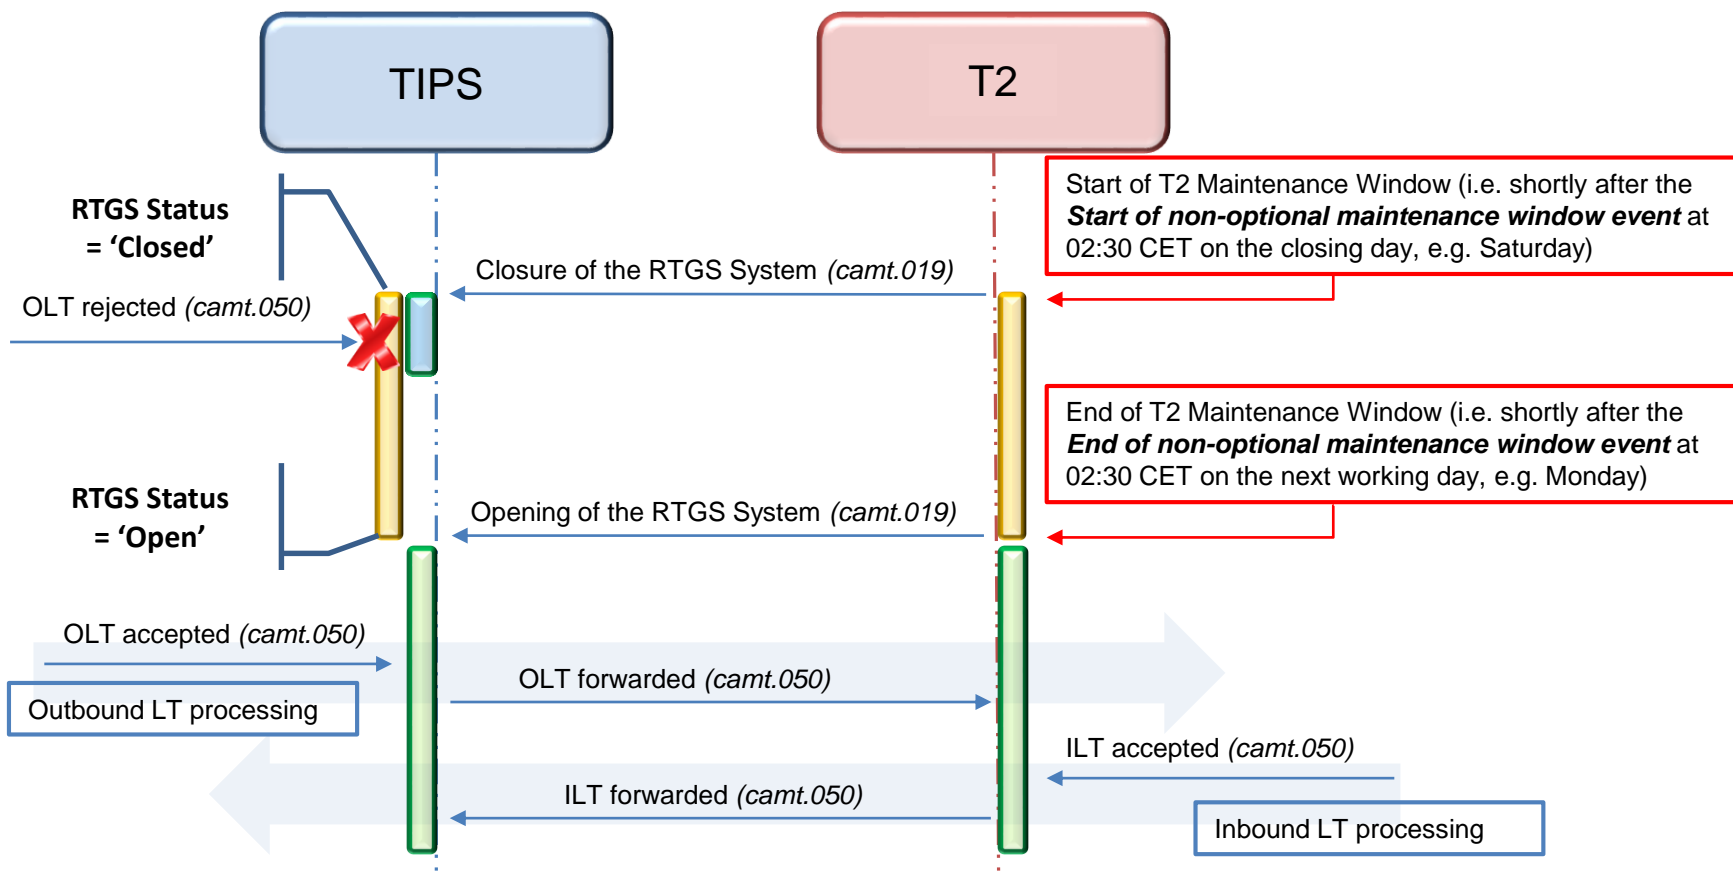 TIPS
T2
Start of T2 Maintenance Window (i.e. shortly after the
Start of non-optional maintenance window event at
02:30 CET on the closing day, e.g. Saturday)
RTGS Status
= ‘Closed’
Closure of the RTGS System (camt.019)
OLT rejected (camt.050)
End of T2 Maintenance Window (i.e. shortly after the
End of non-optional maintenance window event at
02:30 CET on the next working day, e.g. Monday)
RTGS Status
= ‘Open’
Opening of the RTGS System (camt.019)
OLT accepted (camt.050)
OLT forwarded (camt.050)
Outbound LT processing
ILT accepted (camt.050)
ILT forwarded (camt.050)
Inbound LT processing